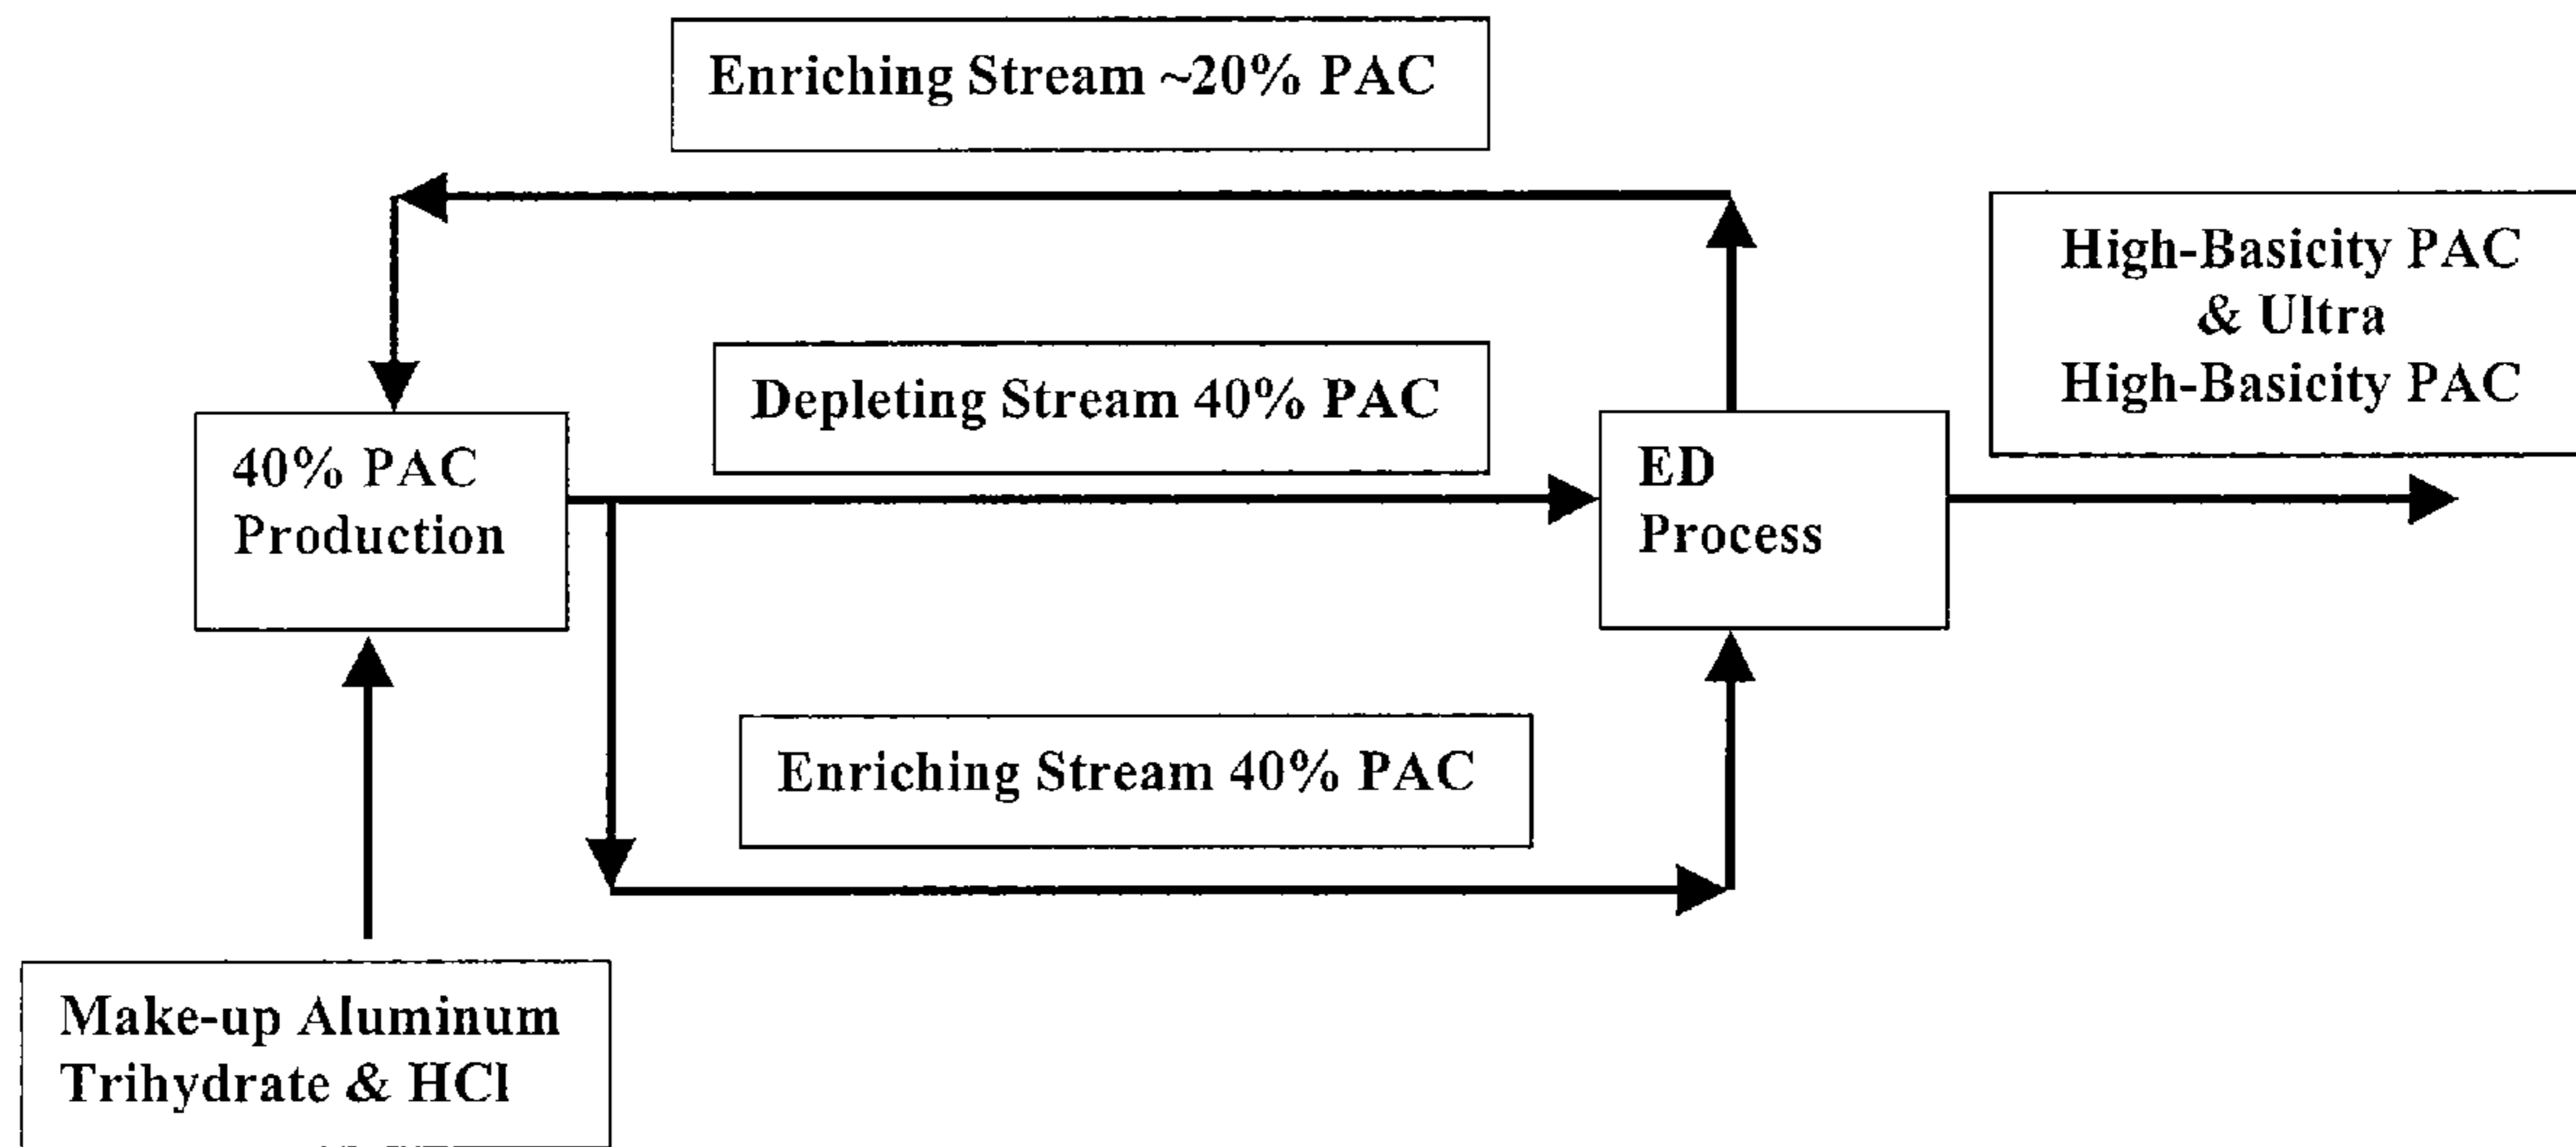 Enriching Stream ~20% PAC
High-Basicity PAC
& Ultra
High-Basicity PAC
Depleting Stream 40% PAC
40% PAC
Production
ED
Process
Enriching Stream 40% PAC
Make-up Aluminum
Trihydrate & HCl